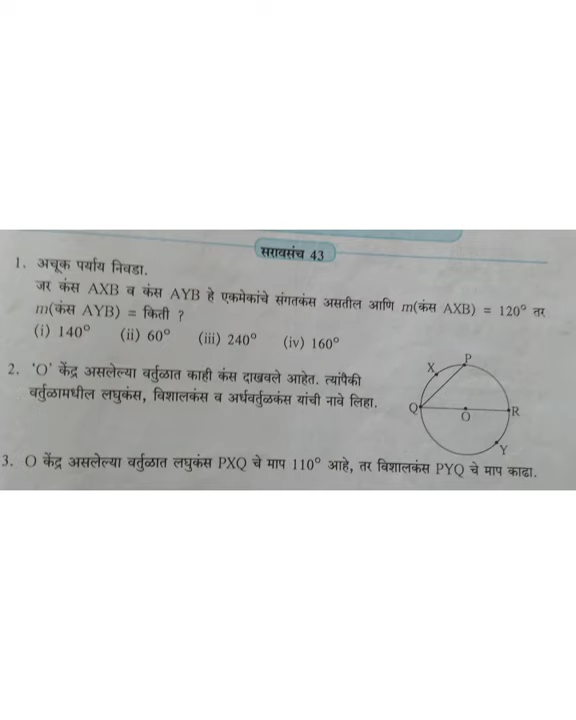 सरावसंच 43
1. अचूक पर्याय निवडा.
जर कंस AXB व कंस AYB हे एकमेकांचे संगतकंस असतील आणि m(कंस AXB) = 120° तर
m(कंस AYB) = किती ?
(i) 140° (ii) 60° (iii) 240° (iv) 160°
2. ‘O’ केंद्र असलेल्या वर्तुळात काही कंस दाखवले आहेत. त्यांपैकी
वर्तुळामधील लघुकंस, विशालकंस व अर्धवर्तुळकंस यांची नावे लिहा.
P
X
Q
O
R
Y
3. O केंद्र असलेल्या वर्तुळात लघुकंस PXQ चे माप 110° आहे, तर विशालकंस PYQ चे माप काढा.